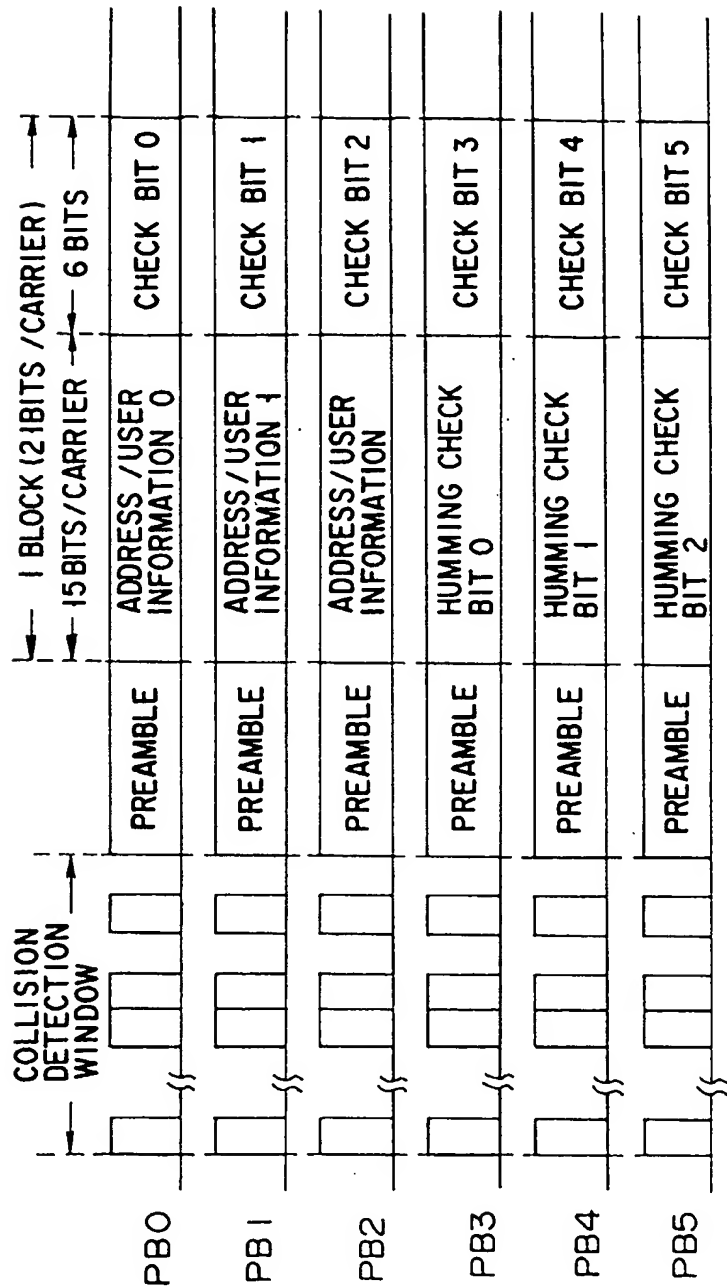 1 BLOCK (21BITS /CARRIER)
15 BITS/CARRIER
6 BITS
COLLISION
DETECTION
WINDOW
PB0
PREAMBLE
ADDRESS /USER
INFORMATION 0
CHECK BIT 0
PB1
PREAMBLE
ADDRESS/USER
INFORMATION 1
CHECK BIT 1
PB2
PREAMBLE
ADDRESS/USER
INFORMATION
CHECK BIT 2
PB3
PREAMBLE
HUMMING CHECK
BIT 0
CHECK BIT 3
PB4
PREAMBLE
HUMMING CHECK
BIT 1
CHECK BIT 4
PB5
PREAMBLE
HUMMING CHECK
BIT 2
CHECK BIT 5